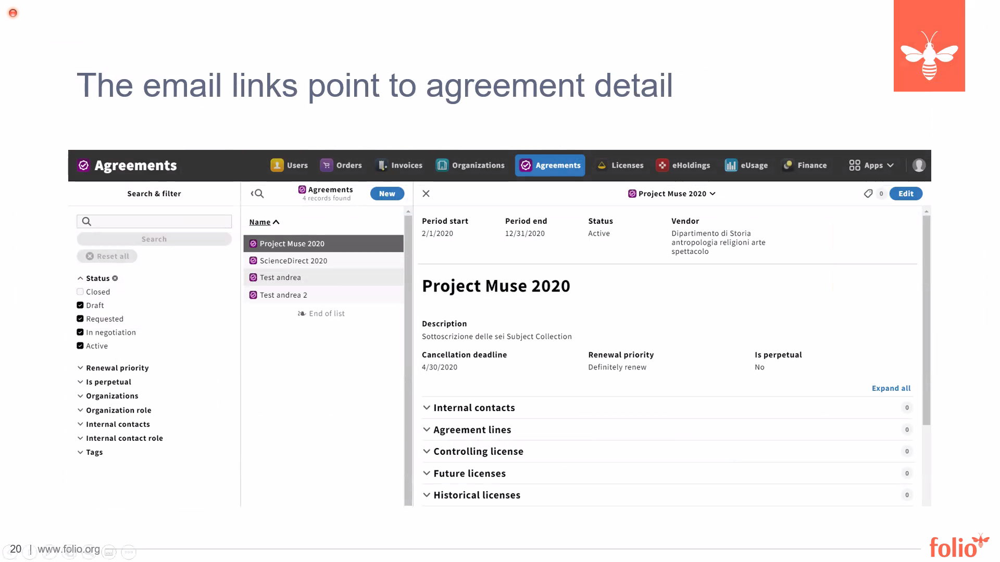 The email links point to agreement detail
Agreements
Users
Orders
Invoices
Organizations
Agreements
Licenses
eHoldings
eUsage
Finance
Apps
Search & filter
Search
Reset all
Status
Closed
Draft
Requested
In negotiation
Active
Renewal priority
Is perpetual
Organizations
Organization role
Internal contacts
Internal contact role
Tags
Agreements
4 records found
New
Name
Project Muse 2020
ScienceDirect 2020
Test andrea
Test andrea 2
End of list
Project Muse 2020
0
Edit
Period start
2/1/2020
Period end
12/31/2020
Status
Active
Vendor
Dipartimento di Storia
antropologia religioni arte
spettacolo
Project Muse 2020
Description
Sottoscrizione delle sei Subject Collection
Cancellation deadline
4/30/2020
Renewal priority
Definitely renew
Is perpetual
No
Expand all
Internal contacts 0
Agreement lines 0
Controlling license 0
Future licenses 0
Historical licenses 0
20 | www.folio.org
folio